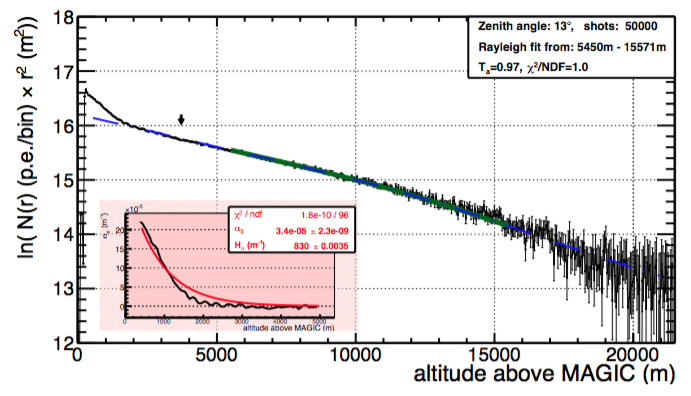 Zenith angle: 13°, shots: 50000
Rayleigh fit from: 5450m - 15571m
Ta=0.97, χ²/NDF=1.0
ln( N(r) (p.e./bin) × r² (m²))
18
17
16
15
14
13
12
0 5000 10000 15000 20000
altitude above MAGIC (m)
×10⁻⁶
χ² / ndf 1.8e-10 / 96
α₀ 3.4e-05 ± 2.3e-09
(m⁻¹) 830 ± 0.0035
20
15
10
5
0
0 1000 2000 3000 4000 5000
altitude above MAGIC (m)